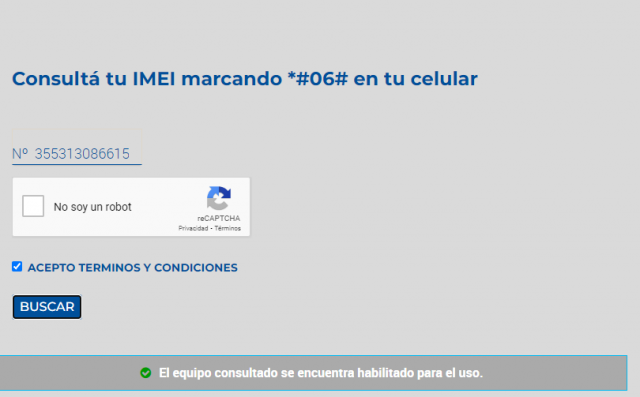 Consultá tu IMEI marcando *#06# en tu celular
Nº 355313086615
No soy un robot
reCAPTCHA
Privacidad - Términos
ACEPTO TERMINOS Y CONDICIONES
BUSCAR
El equipo consultado se encuentra habilitado para el uso.